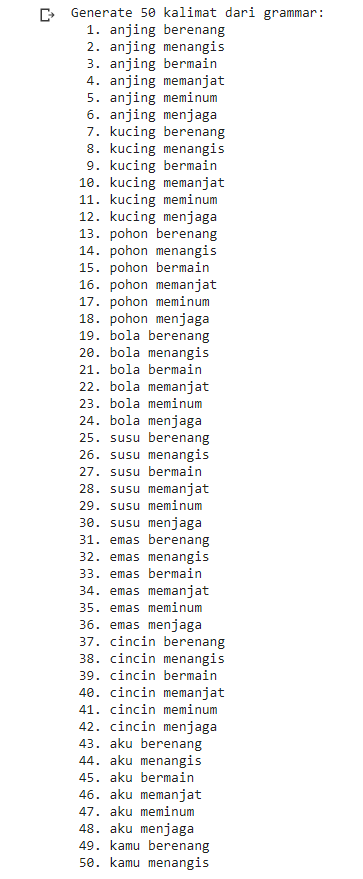 Generate 50 kalimat dari grammar:
1. anjing berenang
2. anjing menangis
3. anjing bermain
4. anjing memanjat
5. anjing meminum
6. anjing menjaga
7. kucing berenang
8. kucing menangis
9. kucing bermain
10. kucing memanjat
11. kucing meminum
12. kucing menjaga
13. pohon berenang
14. pohon menangis
15. pohon bermain
16. pohon memanjat
17. pohon meminum
18. pohon menjaga
19. bola berenang
20. bola menangis
21. bola bermain
22. bola memanjat
23. bola meminum
24. bola menjaga
25. susu berenang
26. susu menangis
27. susu bermain
28. susu memanjat
29. susu meminum
30. susu menjaga
31. emas berenang
32. emas menangis
33. emas bermain
34. emas memanjat
35. emas meminum
36. emas menjaga
37. cincin berenang
38. cincin menangis
39. cincin bermain
40. cincin memanjat
41. cincin meminum
42. cincin menjaga
43. aku berenang
44. aku menangis
45. aku bermain
46. aku memanjat
47. aku meminum
48. aku menjaga
49. kamu berenang
50. kamu menangis